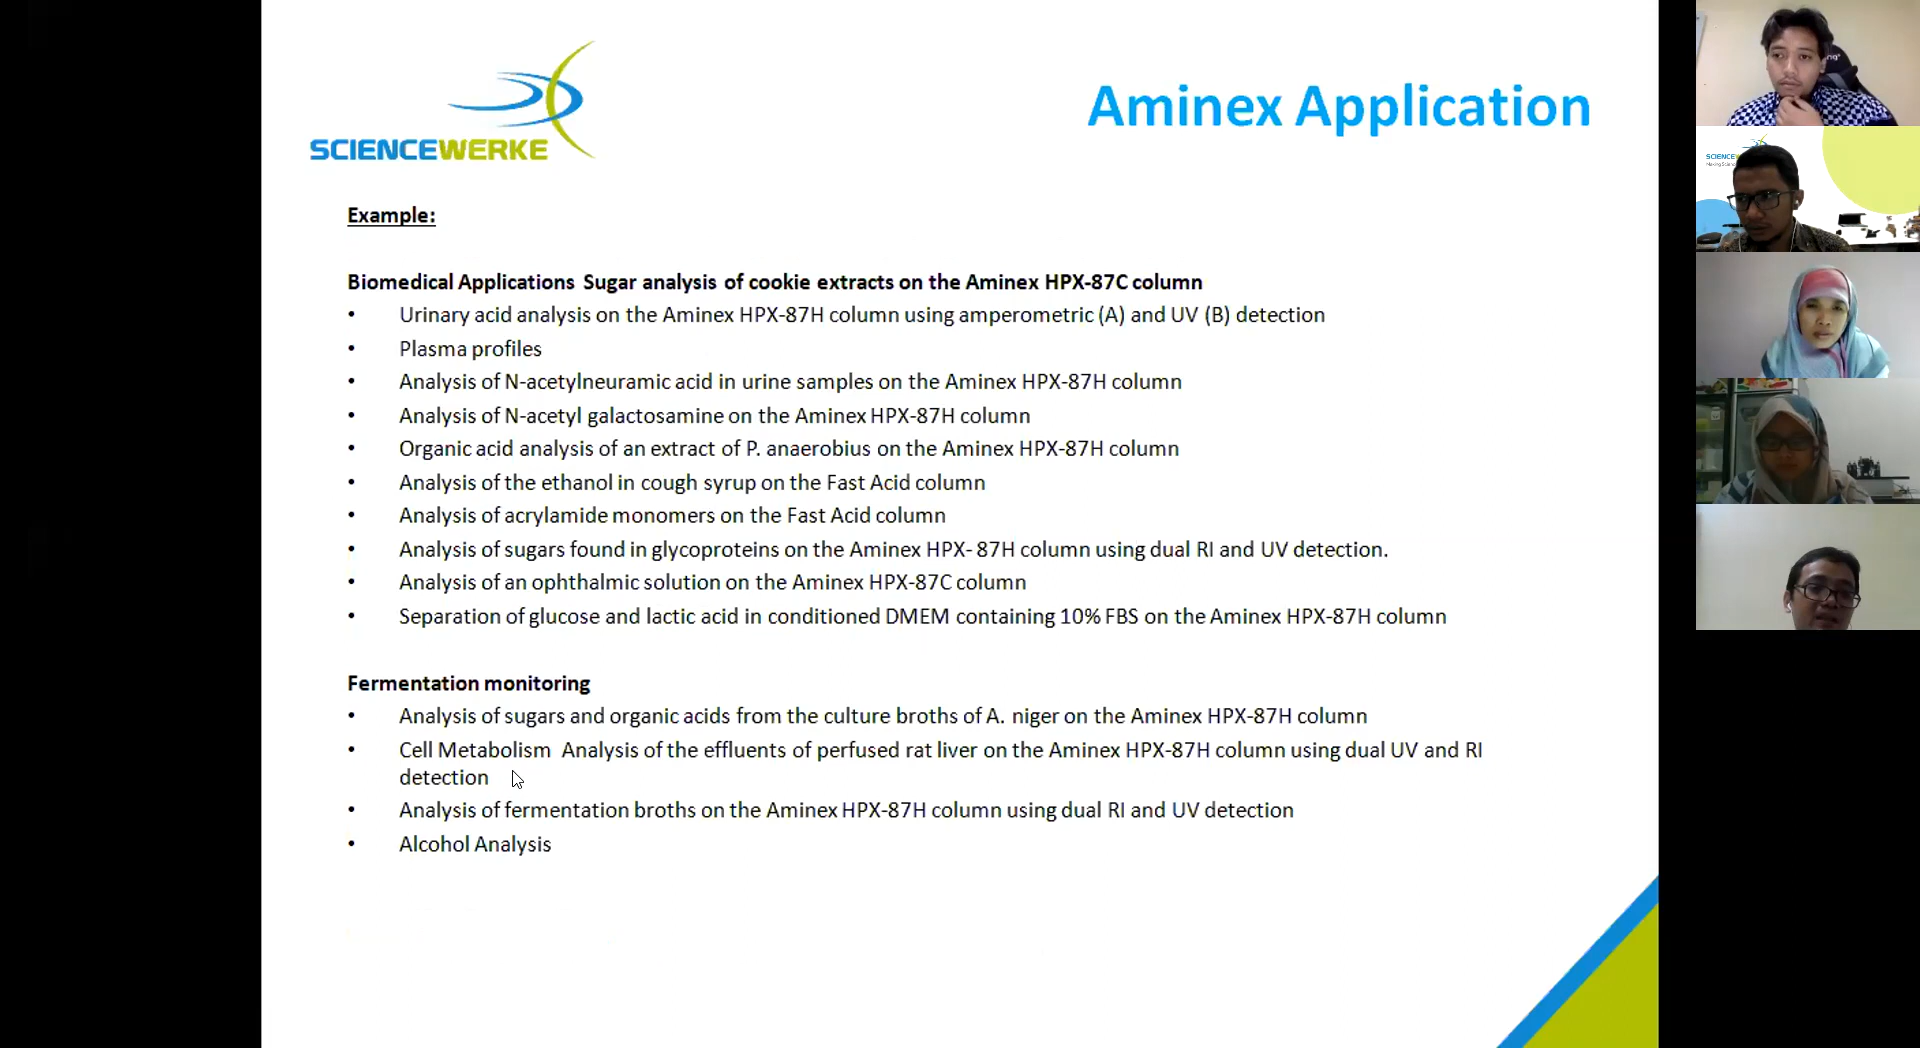 SCIENCEWERKE
Aminex Application
Example:
Biomedical Applications Sugar analysis of cookie extracts on the Aminex HPX-87C column
• Urinary acid analysis on the Aminex HPX-87H column using amperometric (A) and UV (B) detection
• Plasma profiles
• Analysis of N-acetylneuramic acid in urine samples on the Aminex HPX-87H column
• Analysis of N-acetyl galactosamine on the Aminex HPX-87H column
• Organic acid analysis of an extract of P. anaerobius on the Aminex HPX-87H column
• Analysis of the ethanol in cough syrup on the Fast Acid column
• Analysis of acrylamide monomers on the Fast Acid column
• Analysis of sugars found in glycoproteins on the Aminex HPX- 87H column using dual RI and UV detection.
• Analysis of an ophthalmic solution on the Aminex HPX-87C column
• Separation of glucose and lactic acid in conditioned DMEM containing 10% FBS on the Aminex HPX-87H column
Fermentation monitoring
• Analysis of sugars and organic acids from the culture broths of A. niger on the Aminex HPX-87H column
• Cell Metabolism Analysis of the effluents of perfused rat liver on the Aminex HPX-87H column using dual UV and RI
detection
• Analysis of fermentation broths on the Aminex HPX-87H column using dual RI and UV detection
• Alcohol Analysis